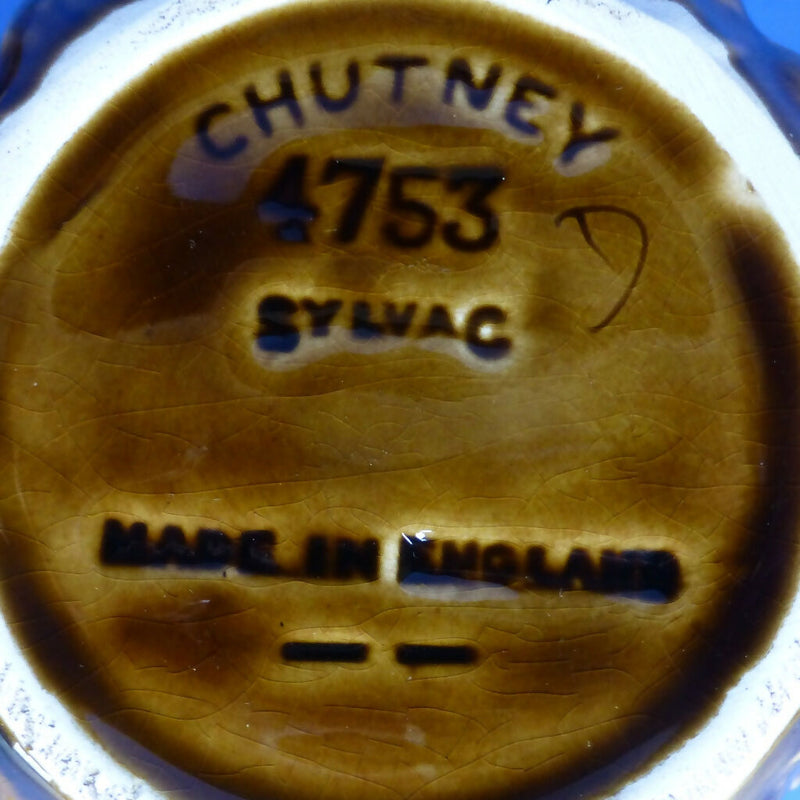 CHUTNEY
4753
D
SYLVAC
MADE IN ENGLAND